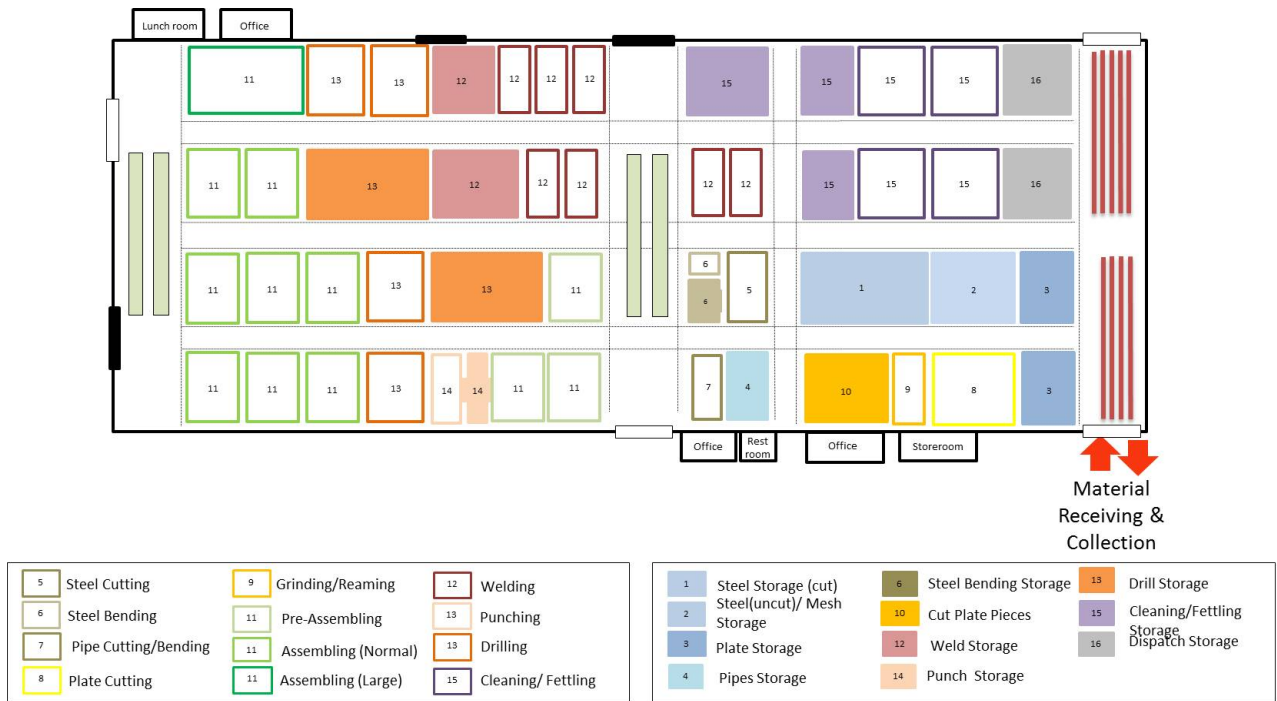 Lunch room
Office
11 13 13 12 12 12 12 15 15 15 15 16
11 11 13 12 12 12 12 12 15 15 15 16
11 11 11 13 13 11 6 5 1 2 3
6
11 11 11 13 14 14 11 11 7 4 10 9 8 3
Office
Rest
room
Office
Storeroom
Material
Receiving &
Collection
5 Steel Cutting
6 Steel Bending
7 Pipe Cutting/Bending
8 Plate Cutting
9 Grinding/Reaming
11 Pre-Assembling
11 Assembling (Normal)
11 Assembling (Large)
12 Welding
13 Punching
13 Drilling
15 Cleaning/ Fettling
1 Steel Storage (cut)
2 Steel(uncut)/ Mesh
Storage
3 Plate Storage
4 Pipes Storage
6 Steel Bending Storage
10 Cut Plate Pieces
12 Weld Storage
14 Punch Storage
13 Drill Storage
15 Cleaning/Fettling
Storage
16 Dispatch Storage